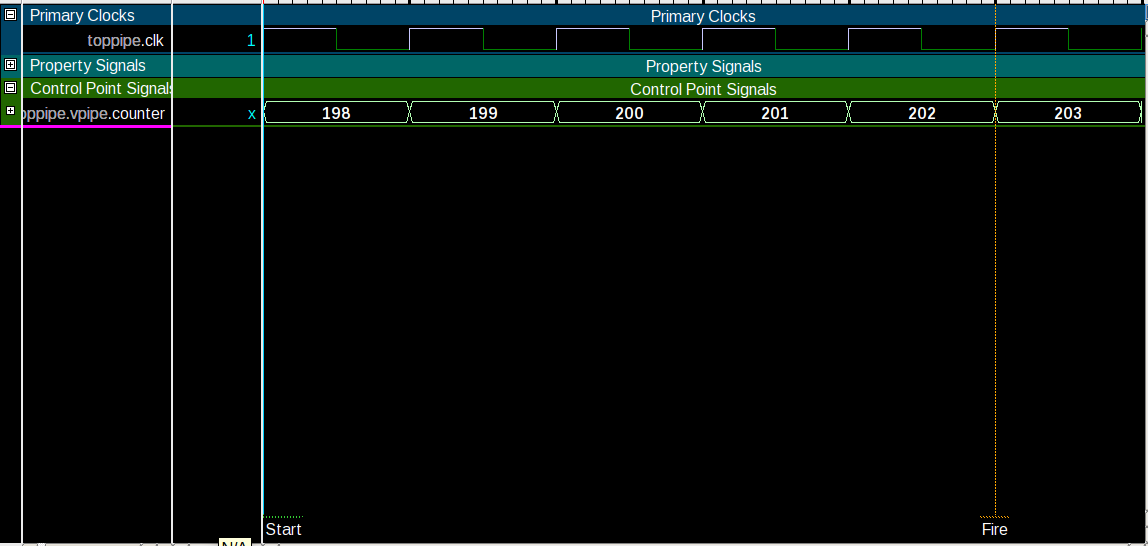 Primary Clocks Primary Clocks
toppipe.clk 1
Property Signals Property Signals
Control Point Signals Control Point Signals
oppipe.vpipe.counter x 198 199 200 201 202 203
Start Fire
N/A